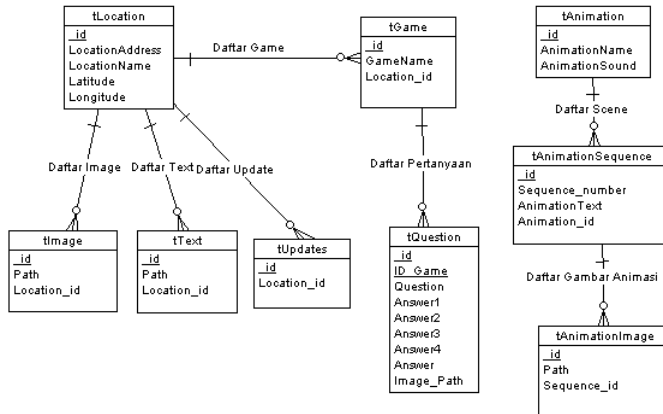 tLocation
_id
LocationAddress
LocationName
Latitude
Longitude
Daftar Game
tGame
_id
GameName
Location_id
tAnimation
_id
AnimationName
AnimationSound
Daftar Scene
Daftar Image
Daftar Text
Daftar Update
Daftar Pertanyaan
tAnimationSequence
_id
Sequence_number
AnimationText
Animation_id
tImage
_id
Path
Location_id
tText
_id
Path
Location_id
tUpdates
_id
Location_id
tQuestion
_id
ID_Game
Question
Answer1
Answer2
Answer3
Answer4
Answer
Image_Path
Daftar Gambar Animasi
tAnimationImage
_id
Path
Sequence_id